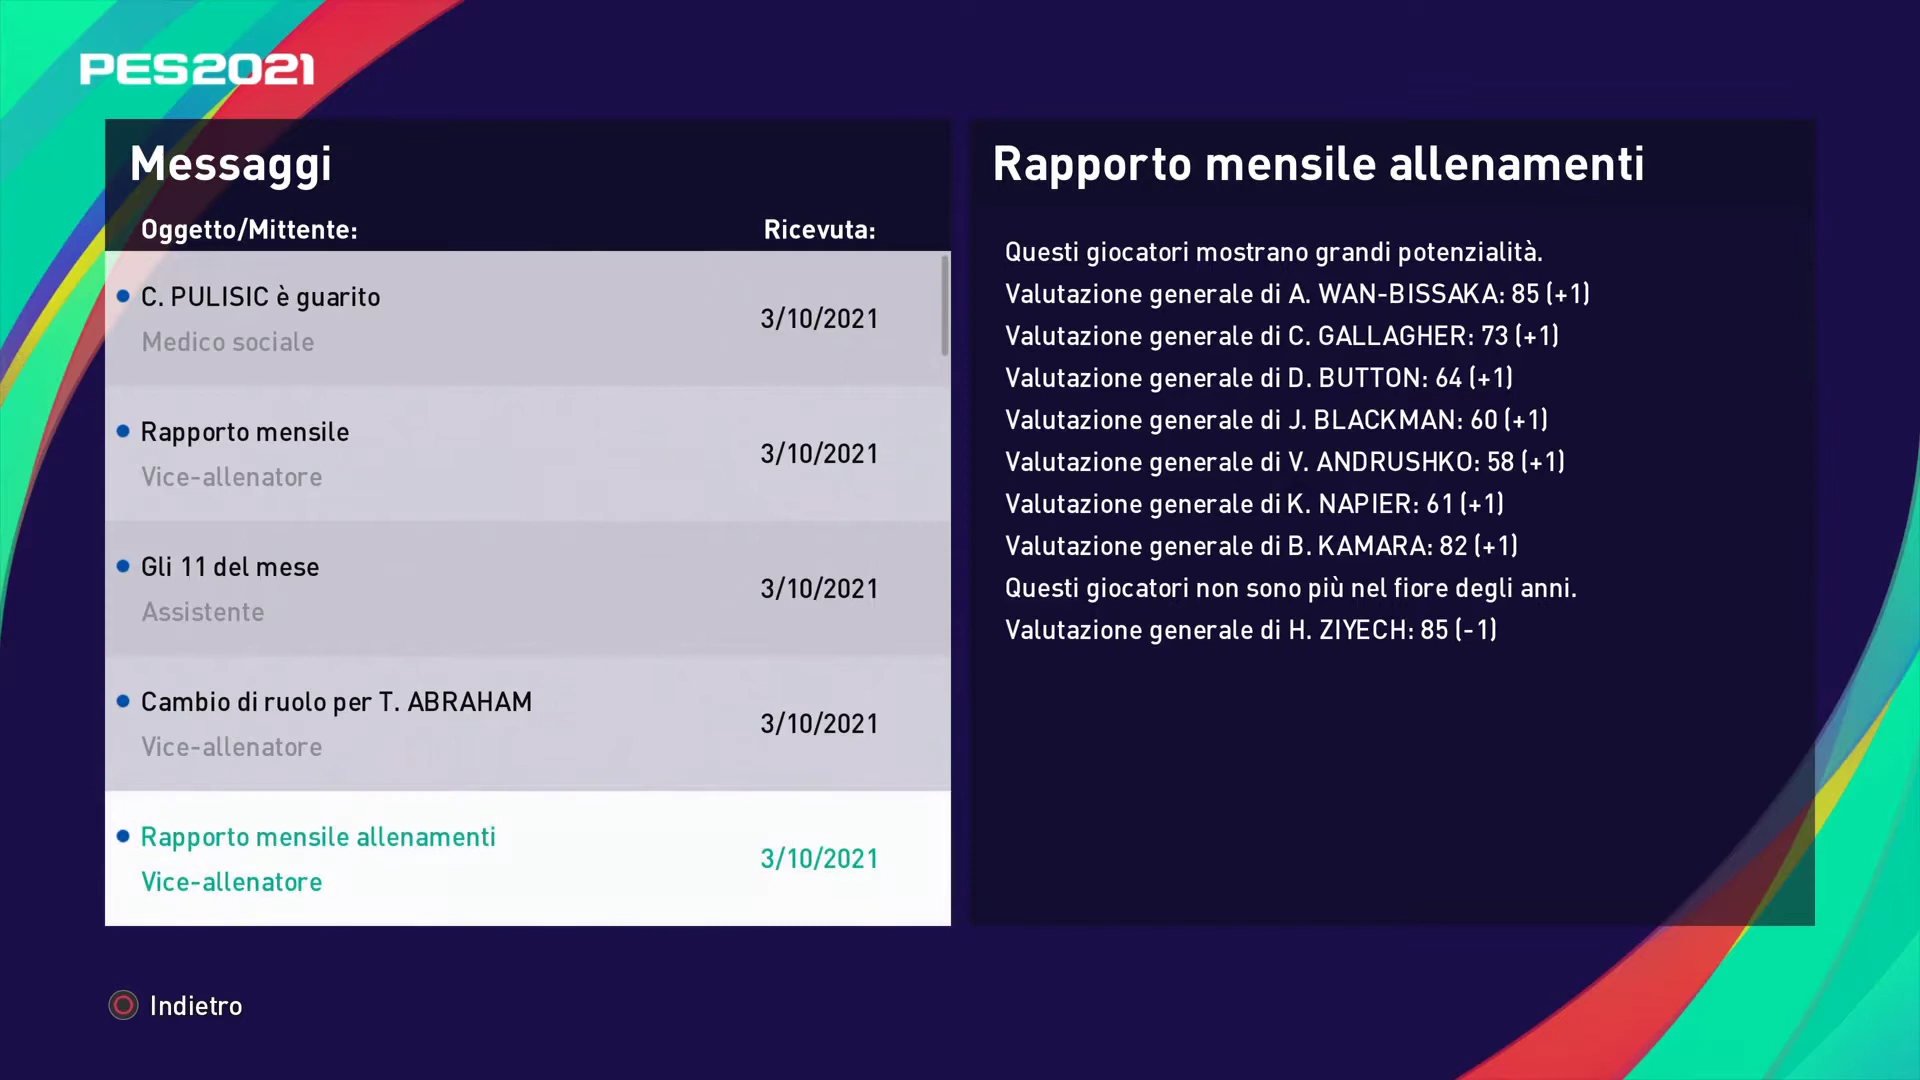 PES2021
Messaggi
Oggetto/Mittente:
Ricevuta:
C. PULISIC è guarito
Medico sociale
3/10/2021
Rapporto mensile
Vice-allenatore
3/10/2021
Gli 11 del mese
Assistente
3/10/2021
Cambio di ruolo per T. ABRAHAM
Vice-allenatore
3/10/2021
Rapporto mensile allenamenti
Vice-allenatore
3/10/2021
Rapporto mensile allenamenti
Questi giocatori mostrano grandi potenzialità.
Valutazione generale di A. WAN-BISSAKA: 85 (+1)
Valutazione generale di C. GALLAGHER: 73 (+1)
Valutazione generale di D. BUTTON: 64 (+1)
Valutazione generale di J. BLACKMAN: 60 (+1)
Valutazione generale di V. ANDRUSHKO: 58 (+1)
Valutazione generale di K. NAPIER: 61 (+1)
Valutazione generale di B. KAMARA: 82 (+1)
Questi giocatori non sono più nel fiore degli anni.
Valutazione generale di H. ZIYECH: 85 (-1)
Indietro